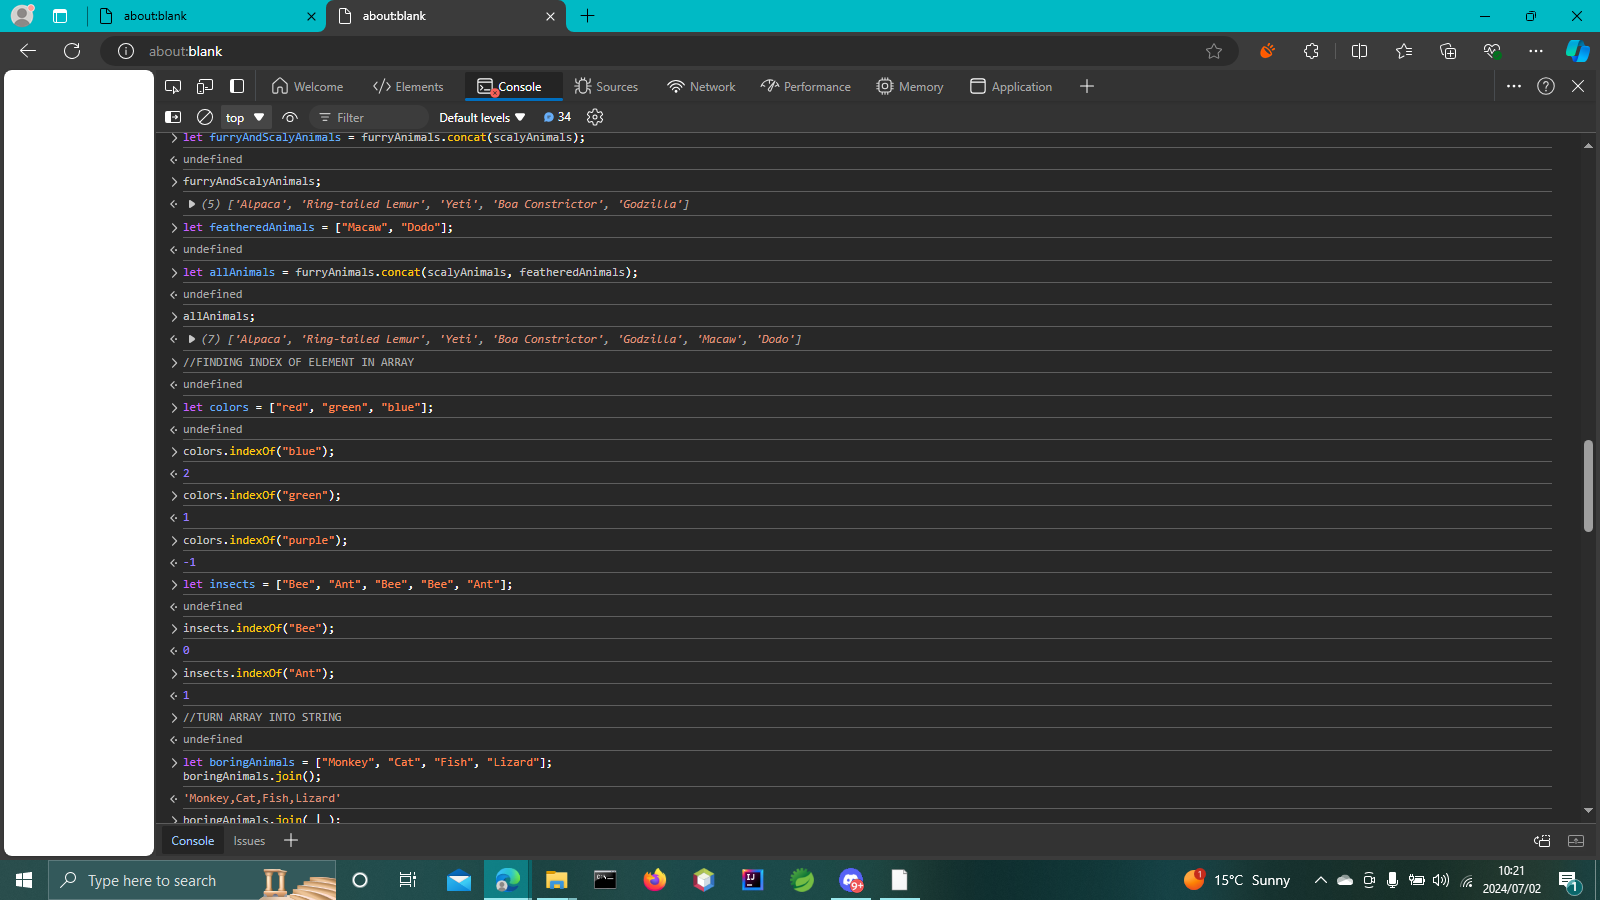 about:blank
about:blank
about:blank
Welcome
Elements
Console
Sources
Network
Performance
Memory
Application
top
Filter
Default levels
34
let furryAndScalyAnimals = furryAnimals.concat(scalyAnimals);
undefined
furryAndScalyAnimals;
(5) ['Alpaca', 'Ring-tailed Lemur', 'Yeti', 'Boa Constrictor', 'Godzilla']
let featheredAnimals = ["Macaw", "Dodo"];
undefined
let allAnimals = furryAnimals.concat(scalyAnimals, featheredAnimals);
undefined
allAnimals;
(7) ['Alpaca', 'Ring-tailed Lemur', 'Yeti', 'Boa Constrictor', 'Godzilla', 'Macaw', 'Dodo']
//FINDING INDEX OF ELEMENT IN ARRAY
undefined
let colors = ["red", "green", "blue"];
undefined
colors.indexOf("blue");
2
colors.indexOf("green");
1
colors.indexOf("purple");
-1
let insects = ["Bee", "Ant", "Bee", "Bee", "Ant"];
undefined
insects.indexOf("Bee");
0
insects.indexOf("Ant");
1
//TURN ARRAY INTO STRING
undefined
let boringAnimals = ["Monkey", "Cat", "Fish", "Lizard"];
boringAnimals.join();
'Monkey,Cat,Fish,Lizard'
boringAnimals.join(
Console
Issues
Type here to search
9+
1
15°C Sunny
10:21
2024/07/02
1